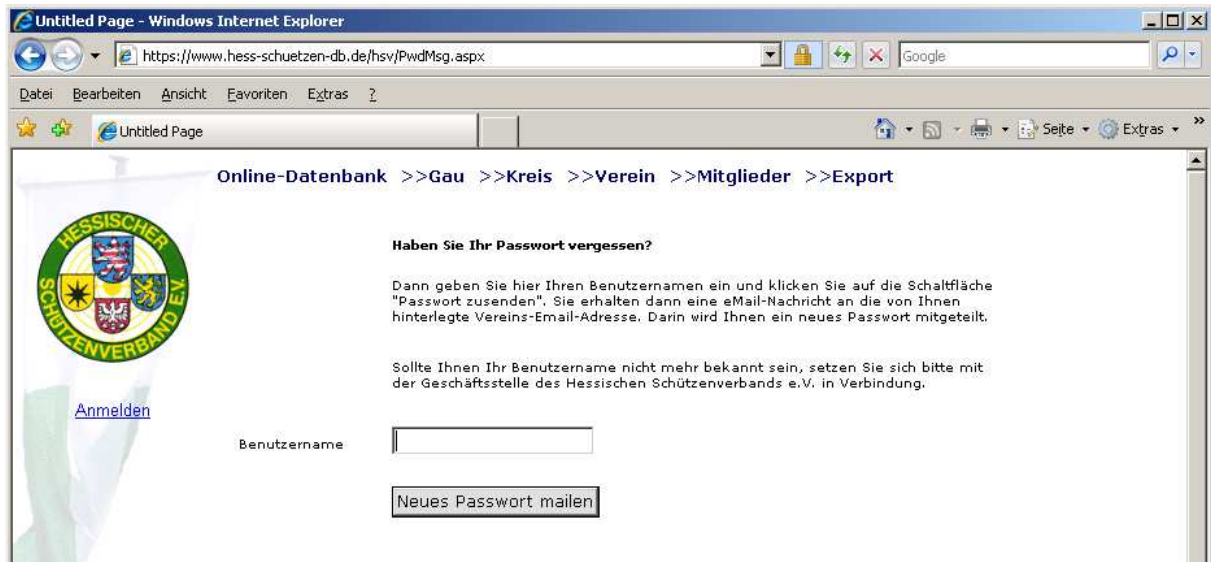 Untitled Page - Windows Internet Explorer
https://www.hess-schuetzen-db.de/hsv/PwdMsg.aspx
Google
Datei Bearbeiten Ansicht Favoriten Extras ?
Untitled Page
Seite Extras »
Online-Datenbank >>Gau >>Kreis >>Verein >>Mitglieder >>Export
HESSISCHER
SCHÜTZENVERBAND E.V.
Haben Sie Ihr Passwort vergessen?
Dann geben Sie hier Ihren Benutzernamen ein und klicken Sie auf die Schaltfläche
"Passwort zusenden". Sie erhalten dann eine eMail-Nachricht an die von Ihnen
hinterlegte Vereins-Email-Adresse. Darin wird Ihnen ein neues Passwort mitgeteilt.
Sollte Ihnen Ihr Benutzername nicht mehr bekannt sein, setzen Sie sich bitte mit
der Geschäftsstelle des Hessischen Schützenverbands e.V. in Verbindung.
Anmelden
Benutzername
Neues Passwort mailen